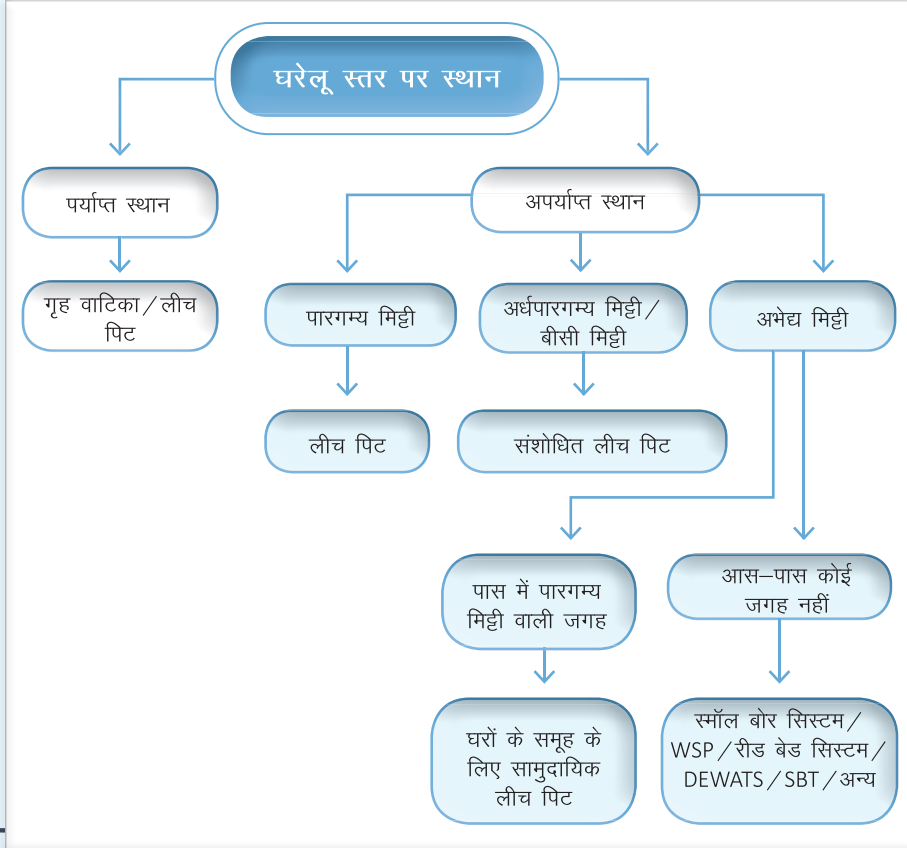 घरेलू स्तर पर स्थान
पर्याप्त स्थान
अपर्याप्त स्थान
गृह वाटिका/लीच
पिट
पारगम्य मिट्टी
अर्धपारगम्य मिट्टी/
बीसी मिट्टी
अभेद्य मिट्टी
लीच पिट
संशोधित लीच पिट
पास में पारगम्य
मिट्टी वाली जगह
आस–पास कोई
जगह नहीं
घरों के समूह के
लिए सामुदायिक
लीच पिट
स्मॉल बोर सिस्टम/
WSP/रीड बेड सिस्टम/
DEWATS/SBT/अन्य